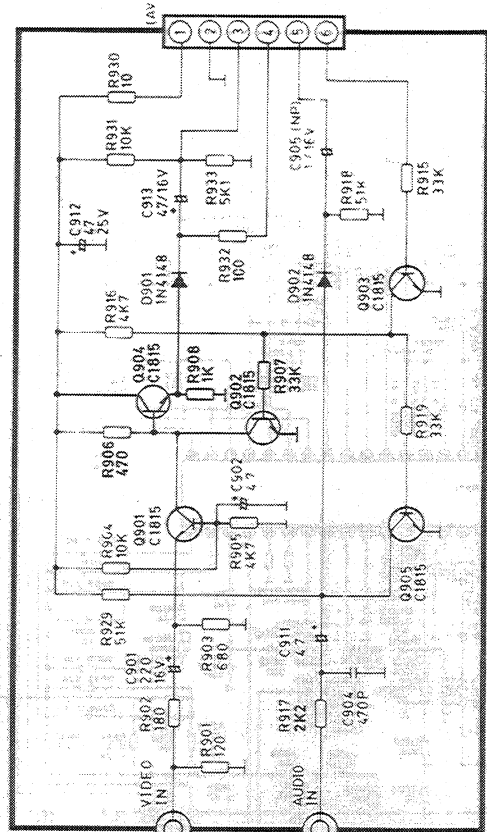 (AV
1
2
3
4
5
6
R930
10
R931
10K
C912
47
25V
C913
47/16V
R933
5K1
R932
100
C905 (NP)
1/16V
R918
51K
R915
33K
R916
4K7
D901
1N4148
D902
1N4148
Q903
C1815
Q904
C1815
R908
1K
Q902
C1815
R907
33K
R906
470
C902
4.7
R919
33K
R904
10K
Q901
C1815
R905
4K7
Q905
C1815
R929
51K
C901
220
16V
R903
680
C911
4.7
R902
180
R901
120
R917
2K2
C904
470P
VIDEO
IN
AUDIO
IN